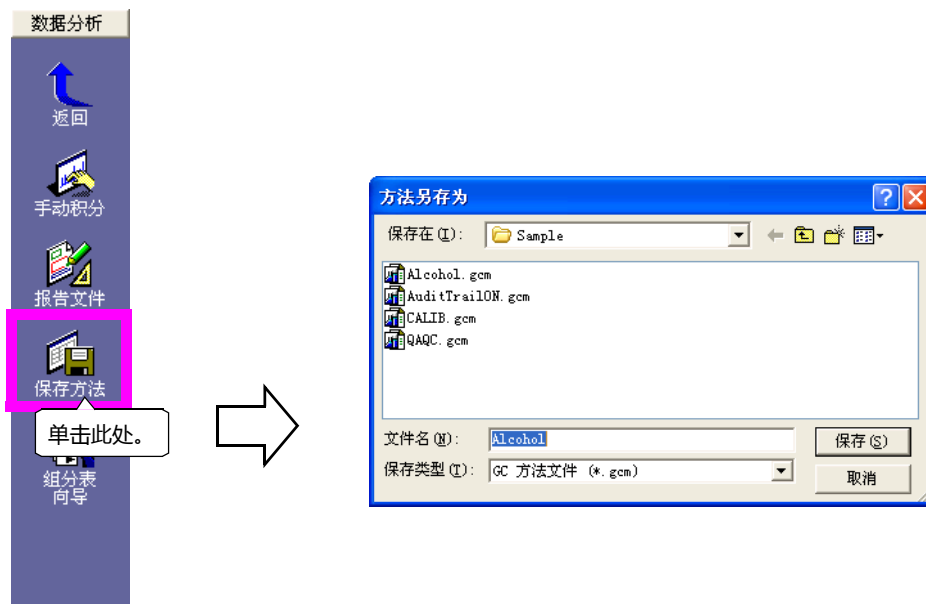 数据分析
返回
手动积分
报告文件
保存方法
单击此处。
组分表
向导
方法另存为
保存在(I):
Sample
Alcohol.gcm
AuditTrailON.gcm
CALIB.gcm
QAQC.gcm
文件名(N):
Alcohol
保存(S)
保存类型(T):
GC 方法文件 (*.gcm)
取消